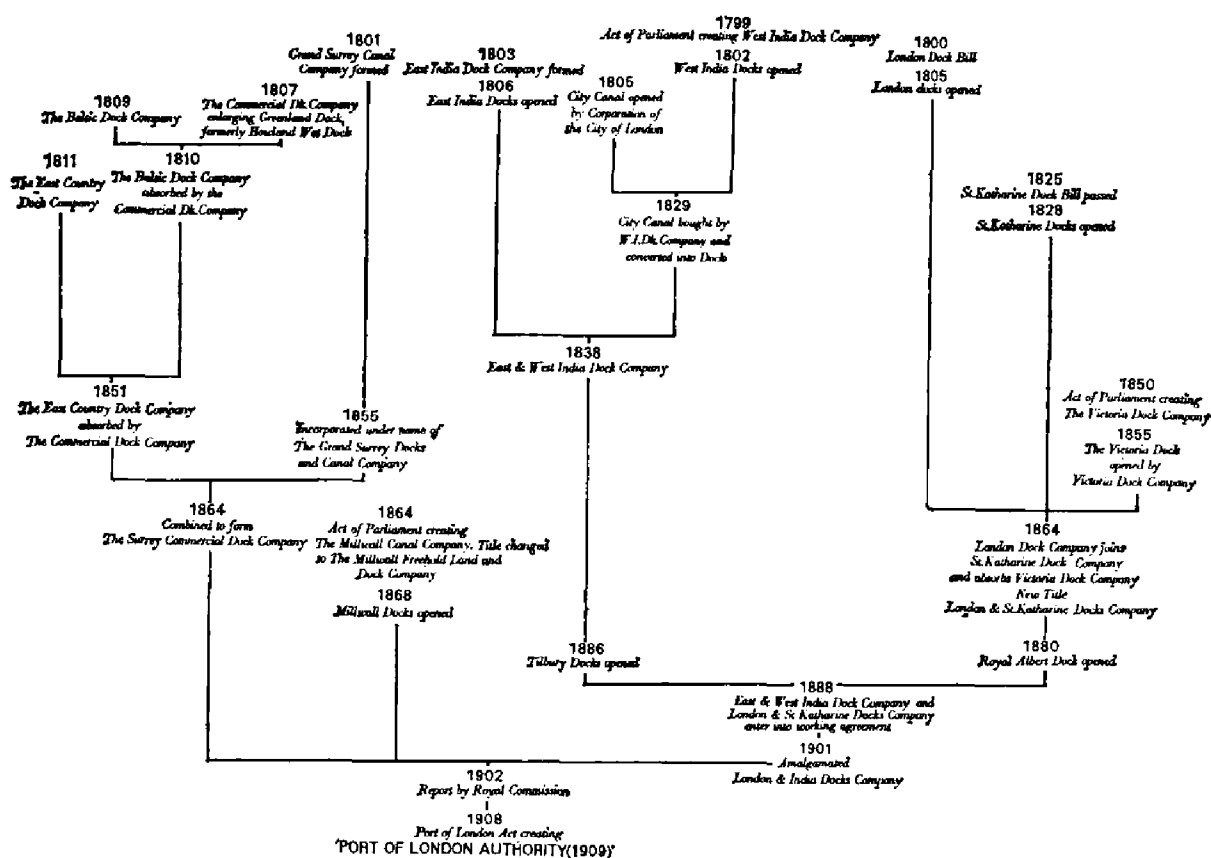 1801
Grand Surrey Canal
Company formed
1803
East India Dock Company formed
1806
East India Docks opened
1799
Act of Parliament creating West India Dock Company
1802
West India Docks opened
1800
London Dock Bill
1805
London docks opened
1805
City Canal opened
by Corporation of
the City of London
1809
The Baltic Dock Company
1807
The Commercial Dk. Company
enlarging Greenland Dock,
formerly Howland Wet Dock
1811
The East Country
Dock Company
1810
The Baltic Dock Company
absorbed by the
Commercial Dk. Company
1825
St. Katharine Dock Bill passed
1828
St. Katharine Docks opened
1829
City Canal bought by
W.I. Dk. Company and
converted into Dock
1838
East & West India Dock Company
1851
The East Country Dock Company
absorbed by
The Commercial Dock Company
1855
Incorporated under name of
The Grand Surrey Docks
and Canal Company
1850
Act of Parliament creating
The Victoria Dock Company
1855
The Victoria Dock
opened by
Victoria Dock Company
1864
Combined to form
The Surrey Commercial Dock Company
1864
Act of Parliament creating
The Millwall Canal Company. Title changed
to The Millwall Freehold Land and
Dock Company
1868
Millwall Docks opened
1864
London Dock Company joins
St. Katharine Dock Company
and absorbs Victoria Dock Company
New Title
London & St. Katharine Docks Company
1886
Tilbury Docks opened
1880
Royal Albert Dock opened
1888
East & West India Dock Company and
London & St Katharine Docks Company
enter into working agreement
1901
Amalgamated
London & India Docks Company
1902
Report by Royal Commission
1908
Port of London Act creating
'PORT OF LONDON AUTHORITY(1909)'